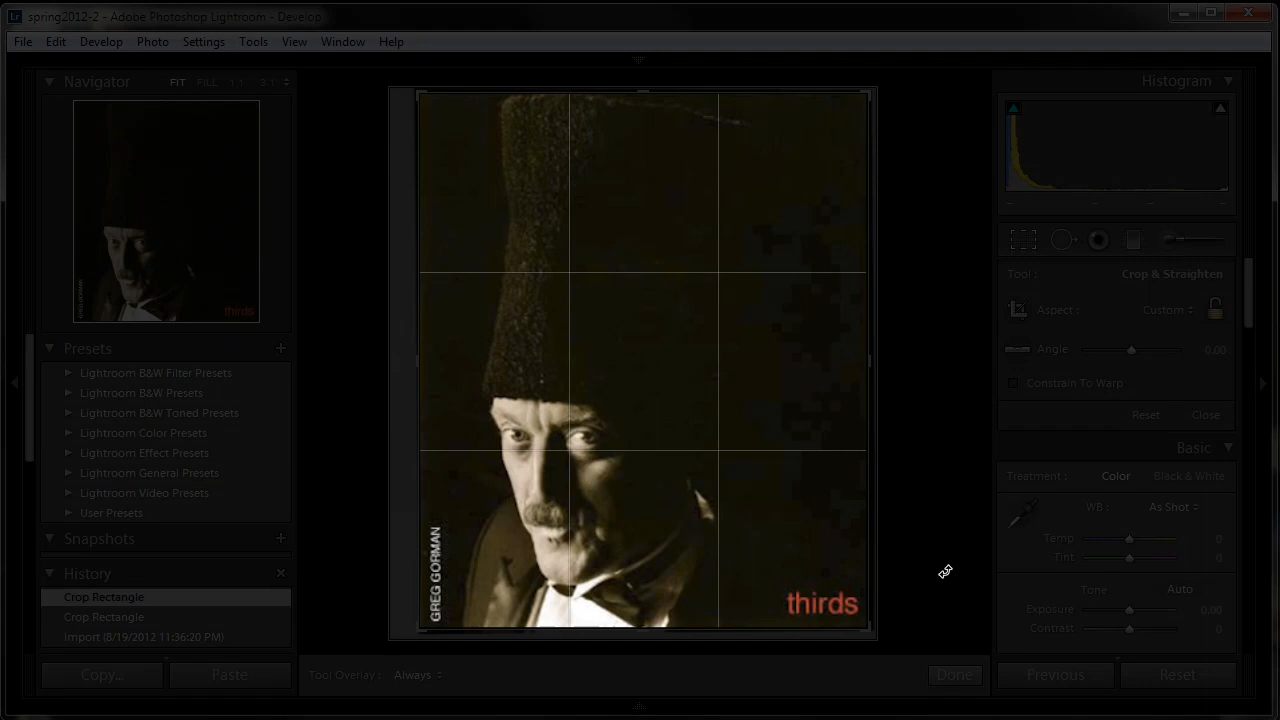 spring2012-2 - Adobe Photoshop Lightroom - Develop
File Edit Develop Photo Settings Tools View Window Help
Navigator FIT FILL 1:1 3:1
GREG GORMAN
thirds
Presets +
Lightroom B&W Filter Presets
Lightroom B&W Presets
Lightroom B&W Toned Presets
Lightroom Color Presets
Lightroom Effect Presets
Lightroom General Presets
Lightroom Video Presets
User Presets
Snapshots +
History
Crop Rectangle
Crop Rectangle
Import (8/19/2012 11:36:20 PM)
Copy... Paste
GREG GORMAN
thirds
Tool Overlay : Always Done
Histogram
Tool : Crop & Straighten
Aspect : Custom
Angle 0.00
Constrain To Warp
Reset Close
Basic
Treatment : Color Black & White
WB : As Shot
Temp 0
Tint 0
Tone Auto
Exposure 0.00
Contrast 0
Previous Reset